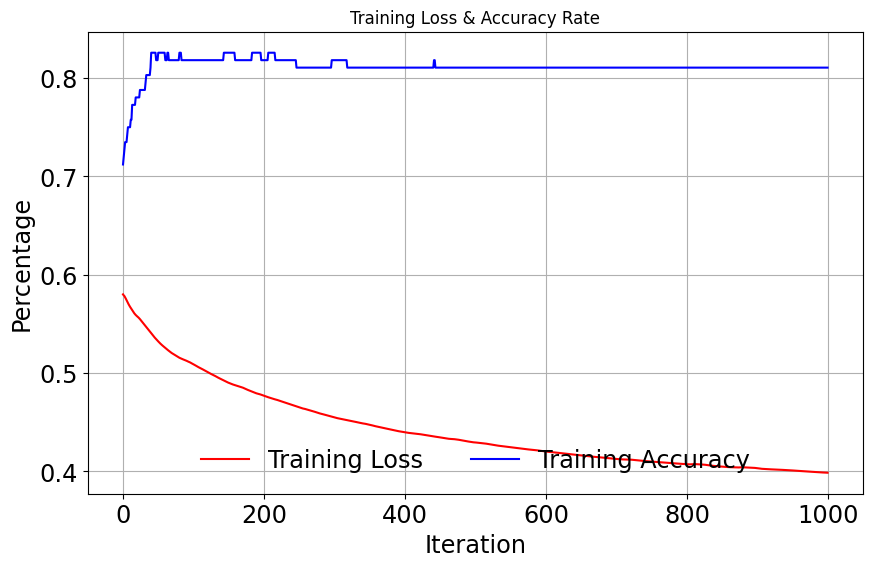 Training Loss & Accuracy Rate
Percentage
0.8
0.7
0.6
0.5
0.4
Training Loss
Training Accuracy
0 200 400 600 800 1000
Iteration